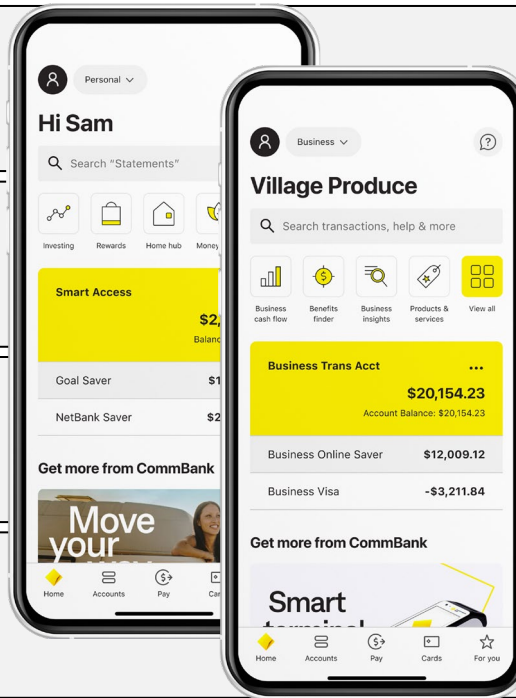 Personal
Hi Sam
Search "Statements"
Investing
Rewards
Home hub
Money
Smart Access
$2,
Balanc
Goal Saver
$1
NetBank Saver
$2
Get more from CommBank
Move
your
Home
Accounts
Pay
Car
Business
Village Produce
Search transactions, help & more
Business
cash flow
Benefits
finder
Business
insights
Products &
services
View all
Business Trans Acct
$20,154.23
Account Balance: $20,154.23
Business Online Saver
$12,009.12
Business Visa
-$3,211.84
Get more from CommBank
Smart
terminal
Home
Accounts
Pay
Cards
For you